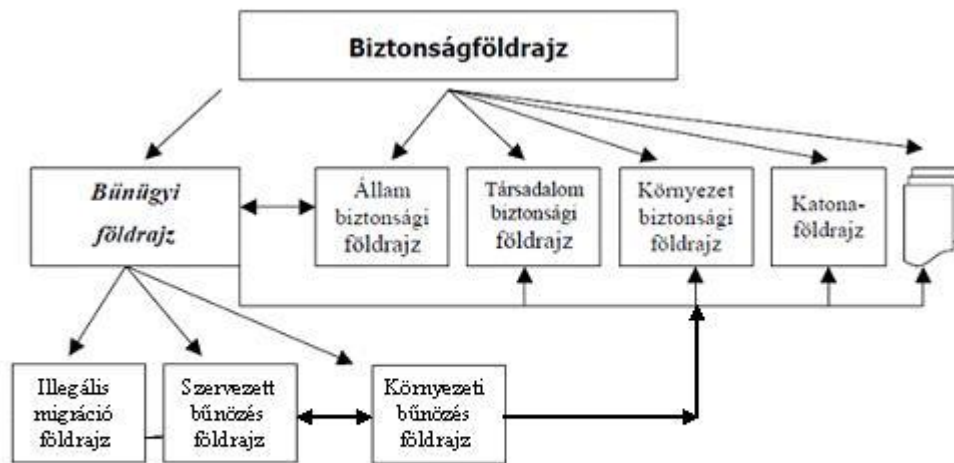 Biztonságföldrajz
Bűnügyi
földrajz
Állam
biztonsági
földrajz
Társadalom
biztonsági
földrajz
Környezet
biztonsági
földrajz
Katona-
földrajz
Illegális
migráció
földrajz
Szervezett
bűnözés
földrajz
Környezeti
bűnözés
földrajz